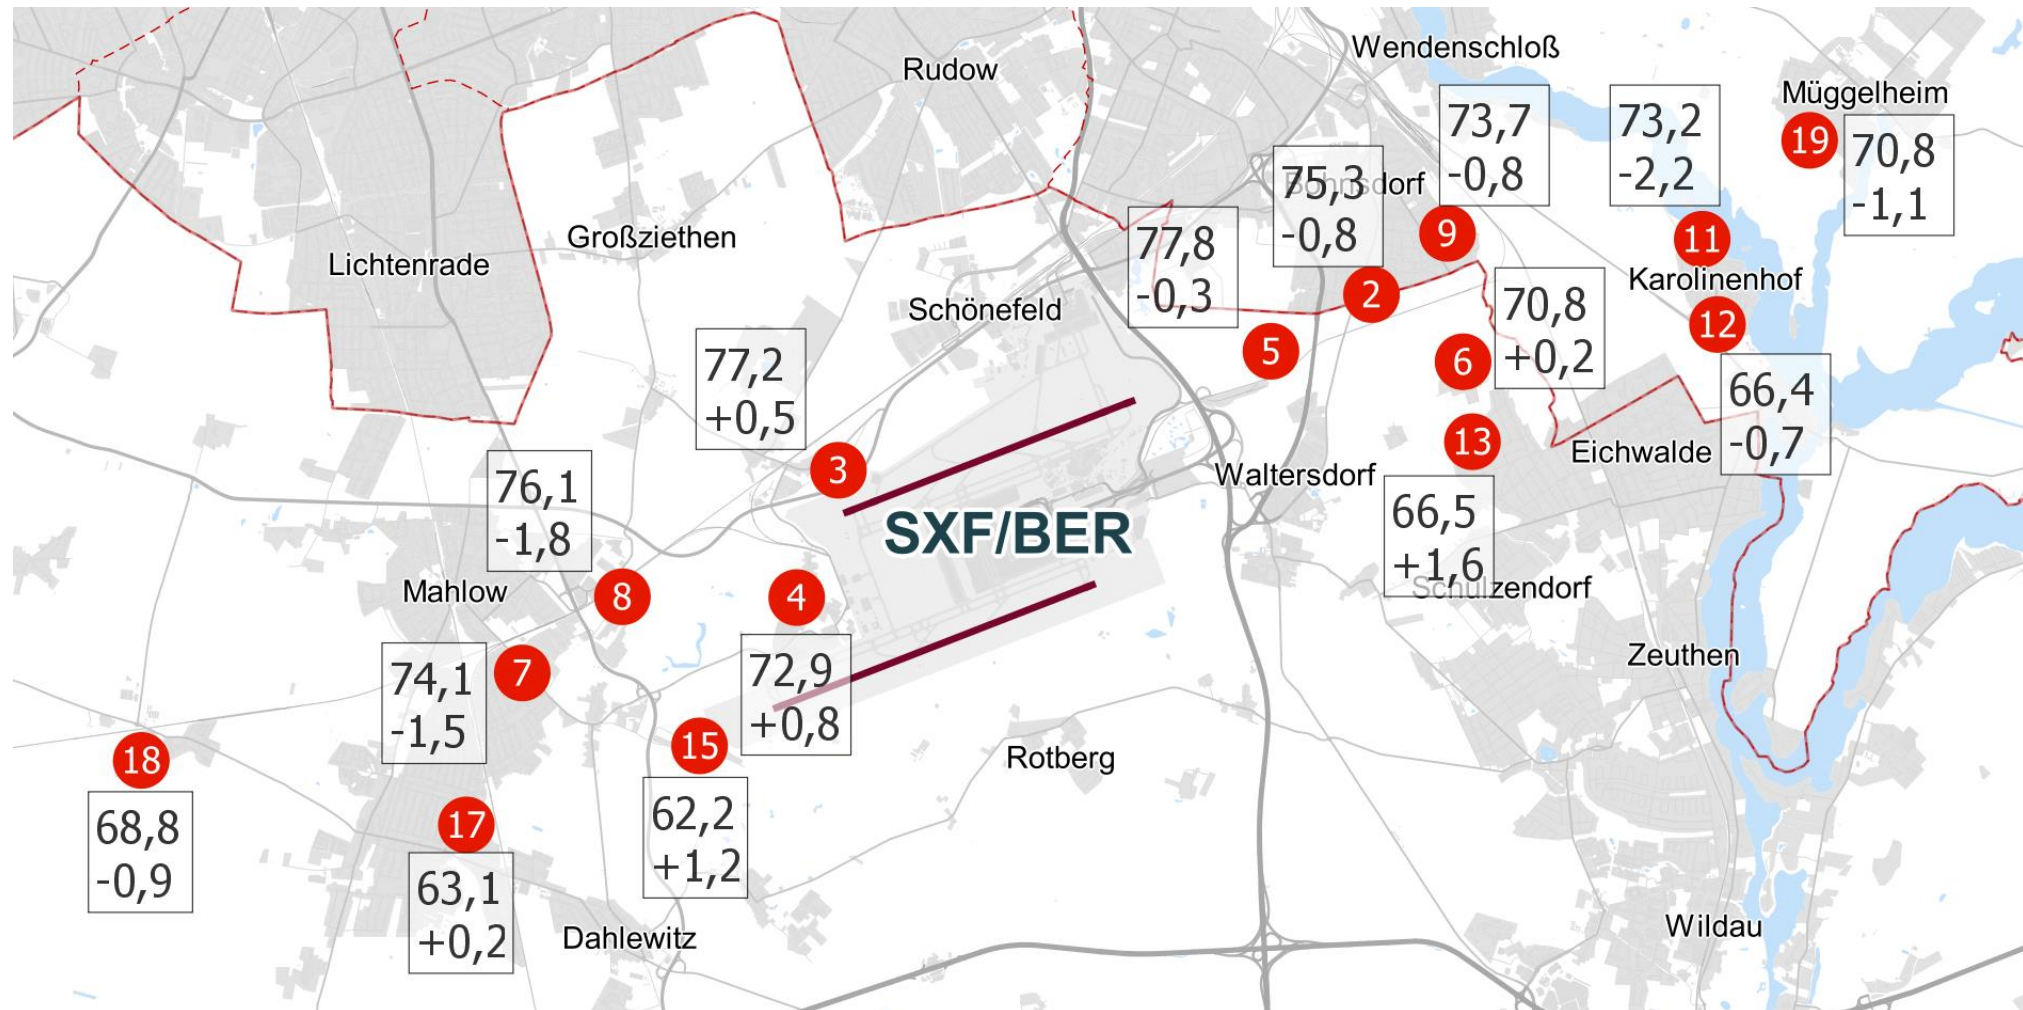 Wendenschloß
Rudow
Müggelheim
73,7
-0,8
73,2
-2,2
19
70,8
-1,1
75,3
-0,8
Bohnsdorf
9
11
Großziethen
Lichtenrade
77,8
-0,3
Karolinenhof
2
Schönefeld
70,8
+0,2
12
5
6
77,2
+0,5
66,4
-0,7
13
Eichwalde
3
Waltersdorf
76,1
-1,8
SXF/BER
66,5
+1,6
Mahlow
8
4
Schulzendorf
Zeuthen
74,1
-1,5
7
72,9
+0,8
15
Rotberg
18
68,8
-0,9
17
62,2
+1,2
63,1
+0,2
Dahlewitz
Wildau